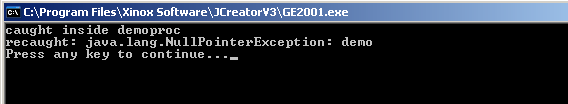 C:\Program Files\Xinox Software\JCreatorV3\GE2001.exe
caught inside demoproc
recaught: java.lang.NullPointerException: demo
Press any key to continue..._